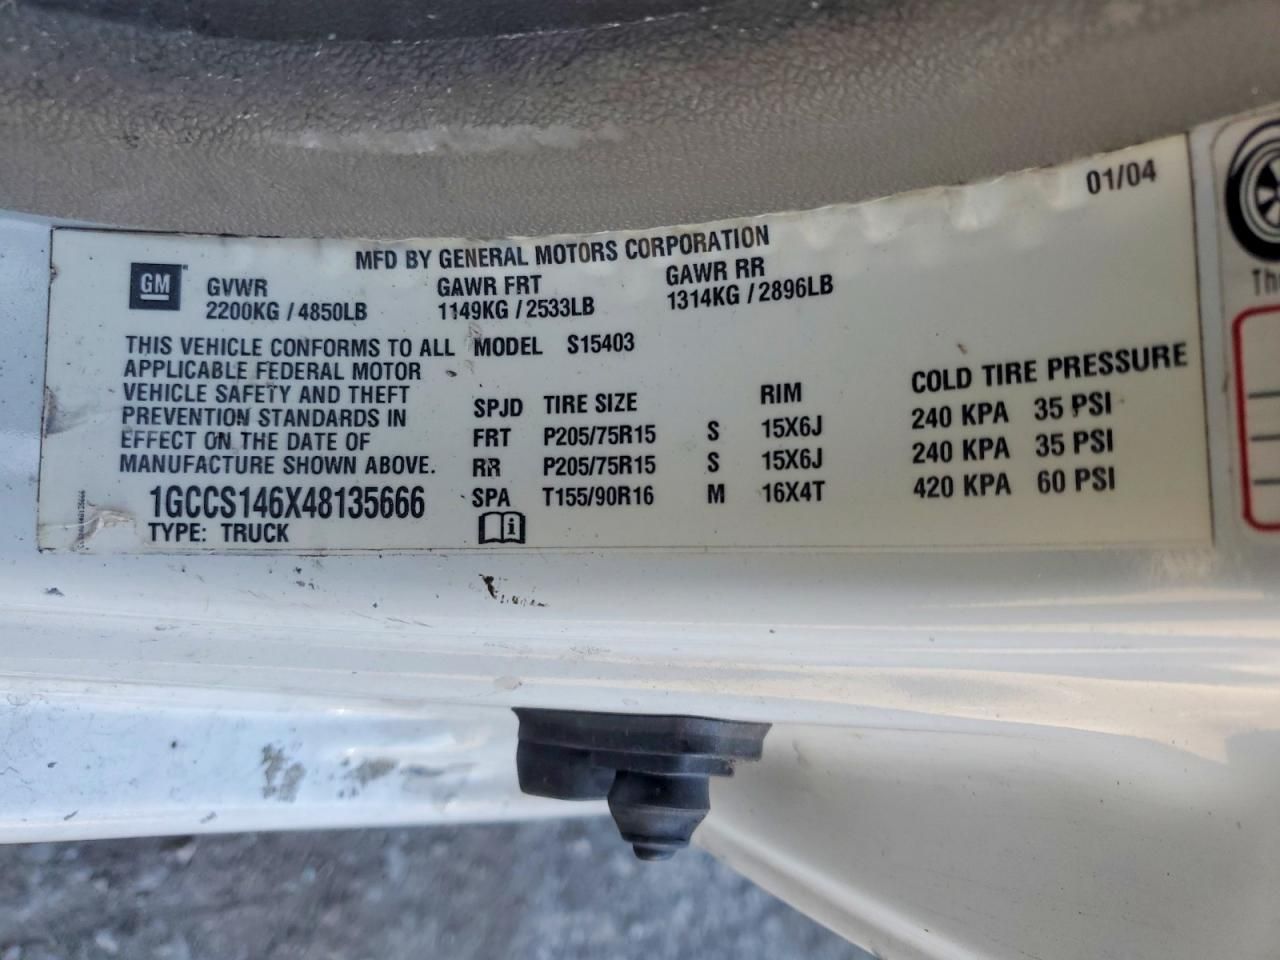 01/04
MFD BY GENERAL MOTORS CORPORATION
GM
GVWR GAWR FRT GAWR RR
2200KG / 4850LB 1149KG / 2533LB 1314KG / 2896LB
THIS VEHICLE CONFORMS TO ALL MODEL S15403
APPLICABLE FEDERAL MOTOR
VEHICLE SAFETY AND THEFT
PREVENTION STANDARDS IN
EFFECT ON THE DATE OF
MANUFACTURE SHOWN ABOVE.
SPJD TIRE SIZE RIM COLD TIRE PRESSURE
FRT P205/75R15 S 15X6J 240 KPA 35 PSI
RR P205/75R15 S 15X6J 240 KPA 35 PSI
SPA T155/90R16 M 16X4T 420 KPA 60 PSI
1GCCS146X48135666
TYPE: TRUCK
i